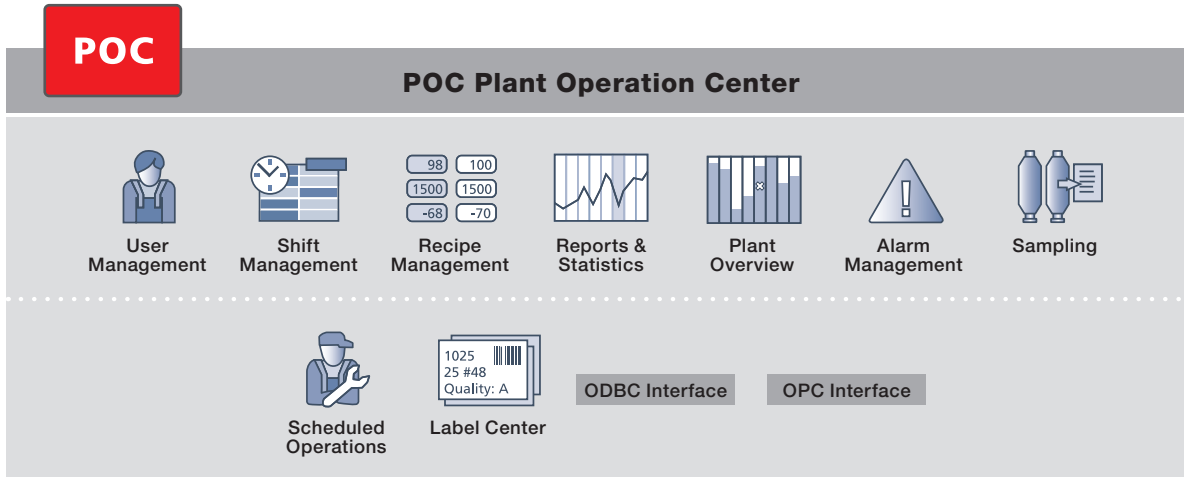 POC
POC Plant Operation Center
98 100
1500 1500
-68 -70
User
Management
Shift
Management
Recipe
Management
Reports &
Statistics
Plant
Overview
Alarm
Management
Sampling
1025
25 #48
Quality: A
Scheduled
Operations
Label Center
ODBC Interface
OPC Interface